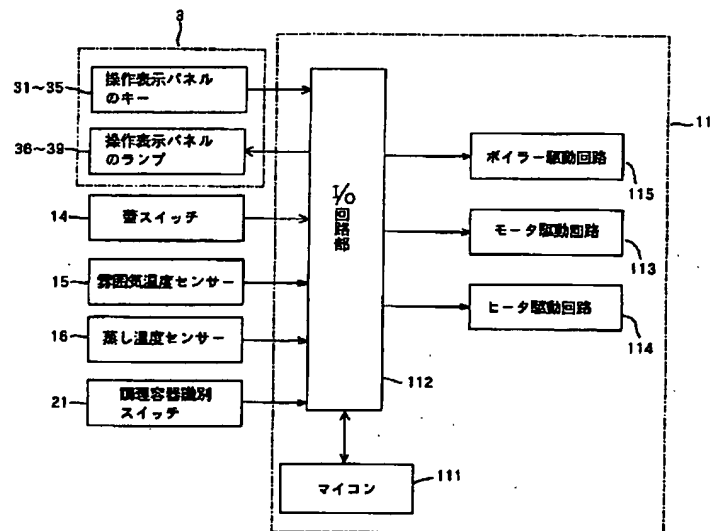 3
31～35
操作表示パネル
のキー
36～39
操作表示パネル
のランプ
14
蓋スイッチ
15
雰囲気温度センサー
16
蒸し温度センサー
21
調理容器識別
スイッチ
I/O回路部
112
マイコン
111
11
ボイラー駆動回路
115
モータ駆動回路
113
ヒータ駆動回路
114